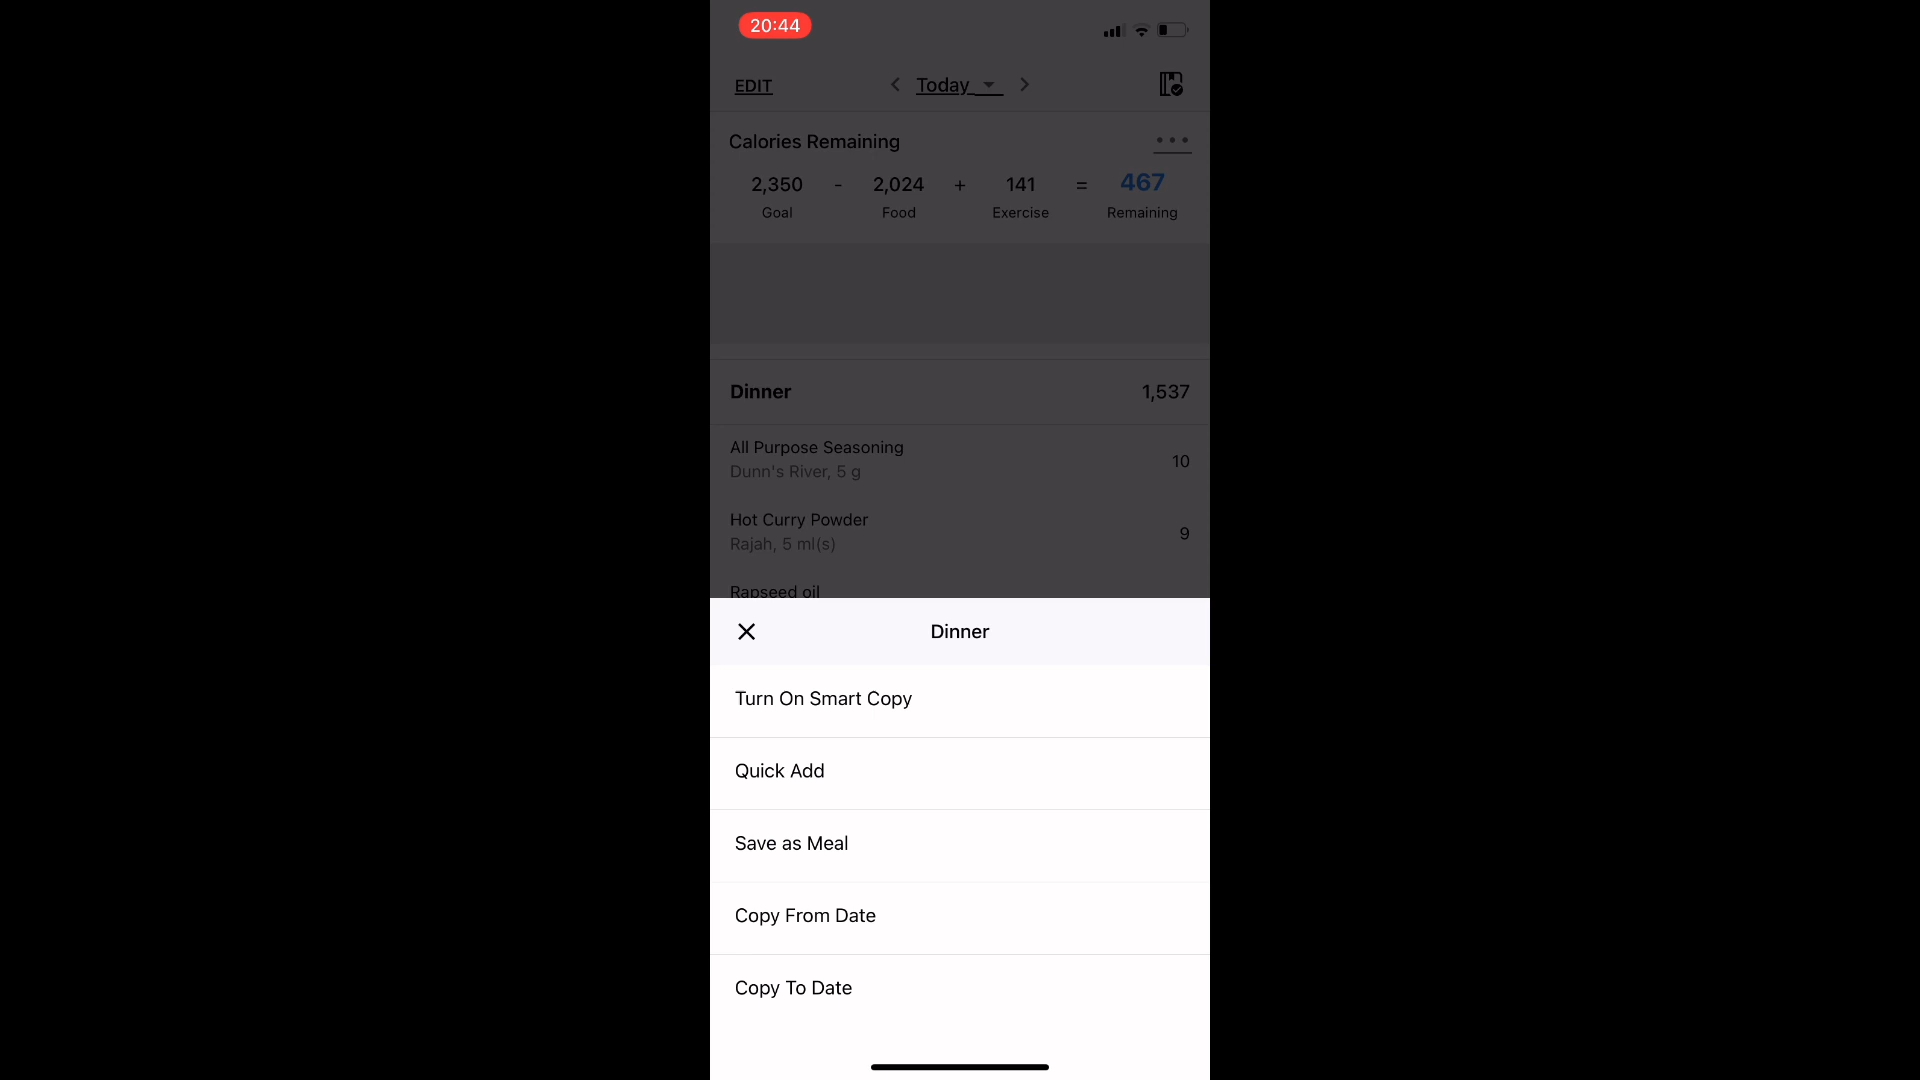 20:44
EDIT
Today
Calories Remaining
2,350 - 2,024 + 141 = 467
Goal Food Exercise Remaining
Dinner 1,537
All Purpose Seasoning
Dunn's River, 5 g
10
Hot Curry Powder
Rajah, 5 ml(s)
9
Rapseed oil
Dinner
Turn On Smart Copy
Quick Add
Save as Meal
Copy From Date
Copy To Date